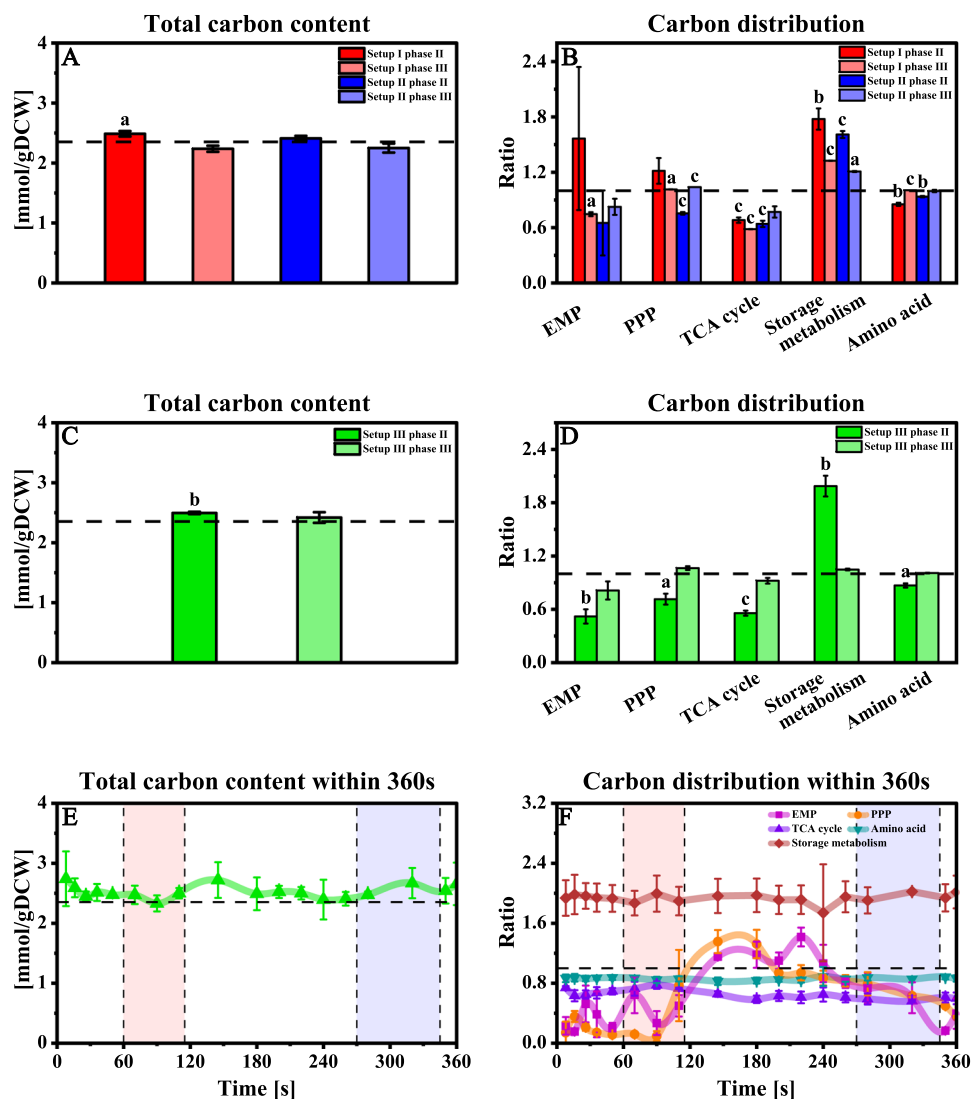 Total carbon content
A
Setup I phase II
Setup I phase III
Setup II phase II
Setup II phase III
a
[mmol/gDCW]
4
3
2
1
0
Carbon distribution
B
Setup I phase II
Setup I phase III
Setup II phase II
Setup II phase III
Ratio
2.4
1.8
1.2
0.6
0.0
a
a c c
c c c
b c c a
b c b
EMP
PPP
TCA cycle
Storage
metabolism
Amino acid
Total carbon content
C
Setup III phase II
Setup III phase III
b
[mmol/gDCW]
4
3
2
1
0
Carbon distribution
D
Setup III phase II
Setup III phase III
Ratio
2.4
1.8
1.2
0.6
0.0
b
a
c
b
a
EMP
PPP
TCA cycle
Storage
metabolism
Amino acid
Total carbon content within 360s
E
[mmol/gDCW]
4
3
2
1
0
0 60 120 180 240 300 360
Time [s]
Carbon distribution within 360s
F
EMP PPP
TCA cycle Amino acid
Storage metabolism
Ratio
3.2
2.4
1.6
0.8
0.0
0 60 120 180 240 300 360
Time [s]